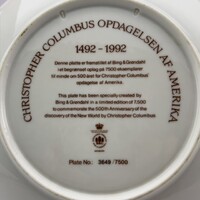 CHRISTOPHER COLUMBUS OPDAGELSEN AF AMERIKA
1492 - 1992
Denne platte er fremstillet af Bing & Grøndahl
i et begrænset oplag på 7500 eksemplarer
til minde om 500 året for Christopher Columbus'
opdagelse af Amerika.
This plate has been specially created by
Bing & Grøndahl in a limited edition of 7,500
to commemorate the 500th Anniversary of the
discovery of the New World by Christopher Columbus
Plate No. 3849 / 7500